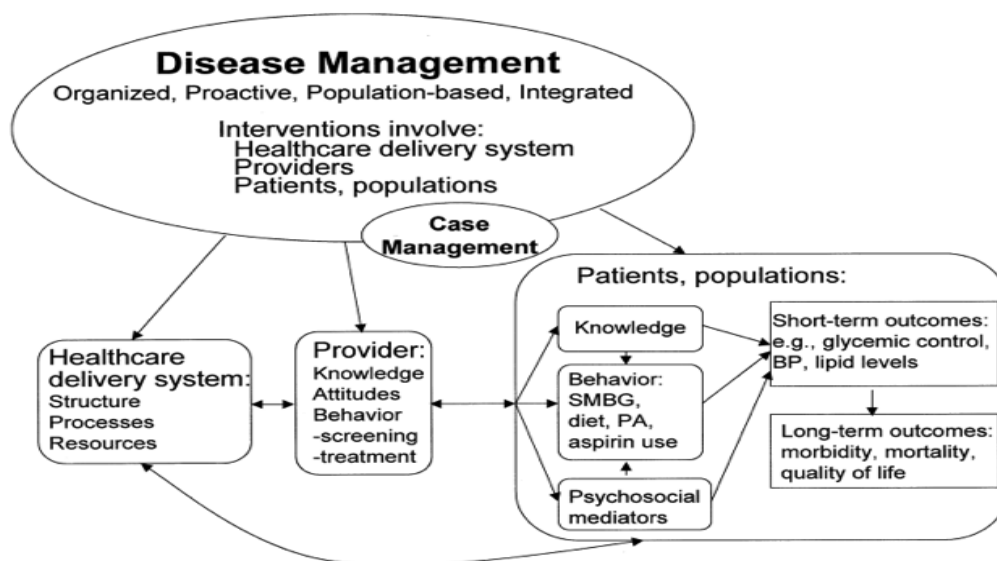 Disease Management
Organized, Proactive, Population-based, Integrated
Interventions involve:
Healthcare delivery system
Providers
Patients, populations
Case
Management
Healthcare
delivery system:
Structure
Processes
Resources
Provider:
Knowledge
Attitudes
Behavior
-screening
-treatment
Patients, populations:
Knowledge
Behavior:
SMBG,
diet, PA,
aspirin use
Psychosocial
mediators
Short-term outcomes:
e.g., glycemic control,
BP, lipid levels
Long-term outcomes:
morbidity, mortality,
quality of life